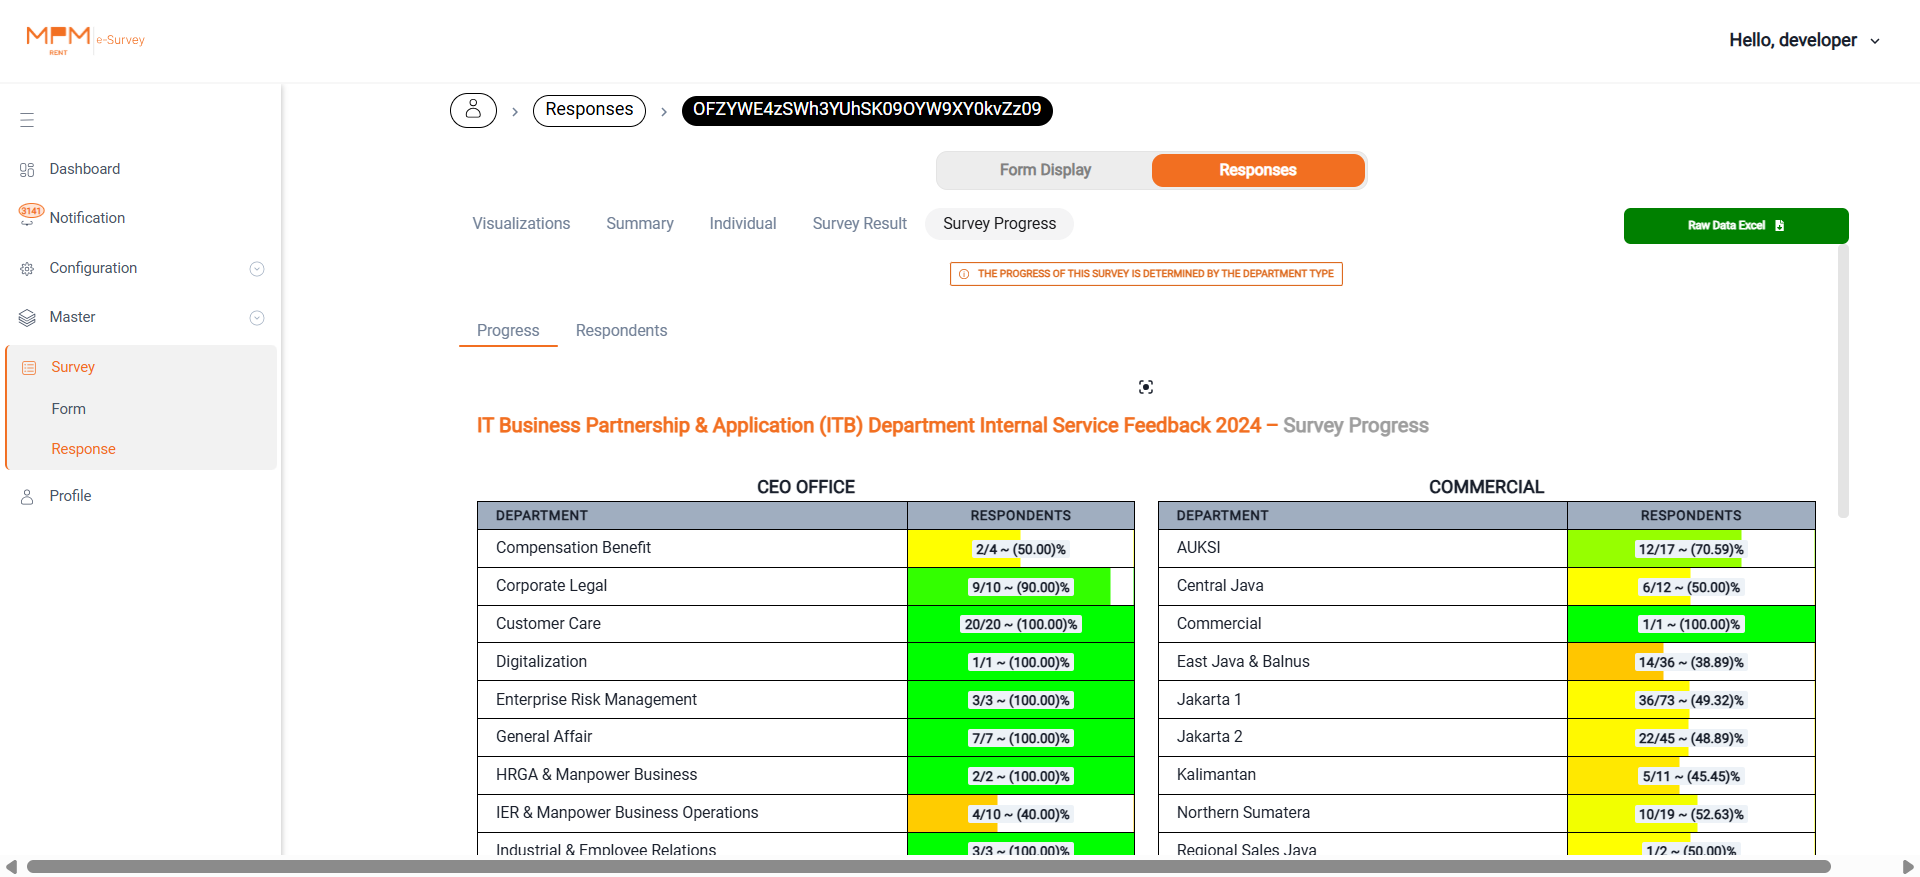 MPM e-Survey
RENT
Hello, developer
Responses
OFZYWE4zSWh3YUhSK09OYW9XY0kvZz09
Dashboard
3141
Notification
Configuration
Master
Survey
Form
Response
Profile
Form Display
Responses
Visualizations
Summary
Individual
Survey Result
Survey Progress
Raw Data Excel
THE PROGRESS OF THIS SURVEY IS DETERMINED BY THE DEPARTMENT TYPE
Progress
Respondents
IT Business Partnership & Application (ITB) Department Internal Service Feedback 2024 – Survey Progress
CEO OFFICE
DEPARTMENT RESPONDENTS
Compensation Benefit 2/4 ~ (50.00)%
Corporate Legal 9/10 ~ (90.00)%
Customer Care 20/20 ~ (100.00)%
Digitalization 1/1 ~ (100.00)%
Enterprise Risk Management 3/3 ~ (100.00)%
General Affair 7/7 ~ (100.00)%
HRGA & Manpower Business 2/2 ~ (100.00)%
IER & Manpower Business Operations 4/10 ~ (40.00)%
Industrial & Employee Relations 3/3 ~ (100.00)%
COMMERCIAL
DEPARTMENT RESPONDENTS
AUKSI 12/17 ~ (70.59)%
Central Java 6/12 ~ (50.00)%
Commercial 1/1 ~ (100.00)%
East Java & Balnus 14/36 ~ (38.89)%
Jakarta 1 36/73 ~ (49.32)%
Jakarta 2 22/45 ~ (48.89)%
Kalimantan 5/11 ~ (45.45)%
Northern Sumatera 10/19 ~ (52.63)%
Regional Sales Java 1/2 ~ (50.00)%